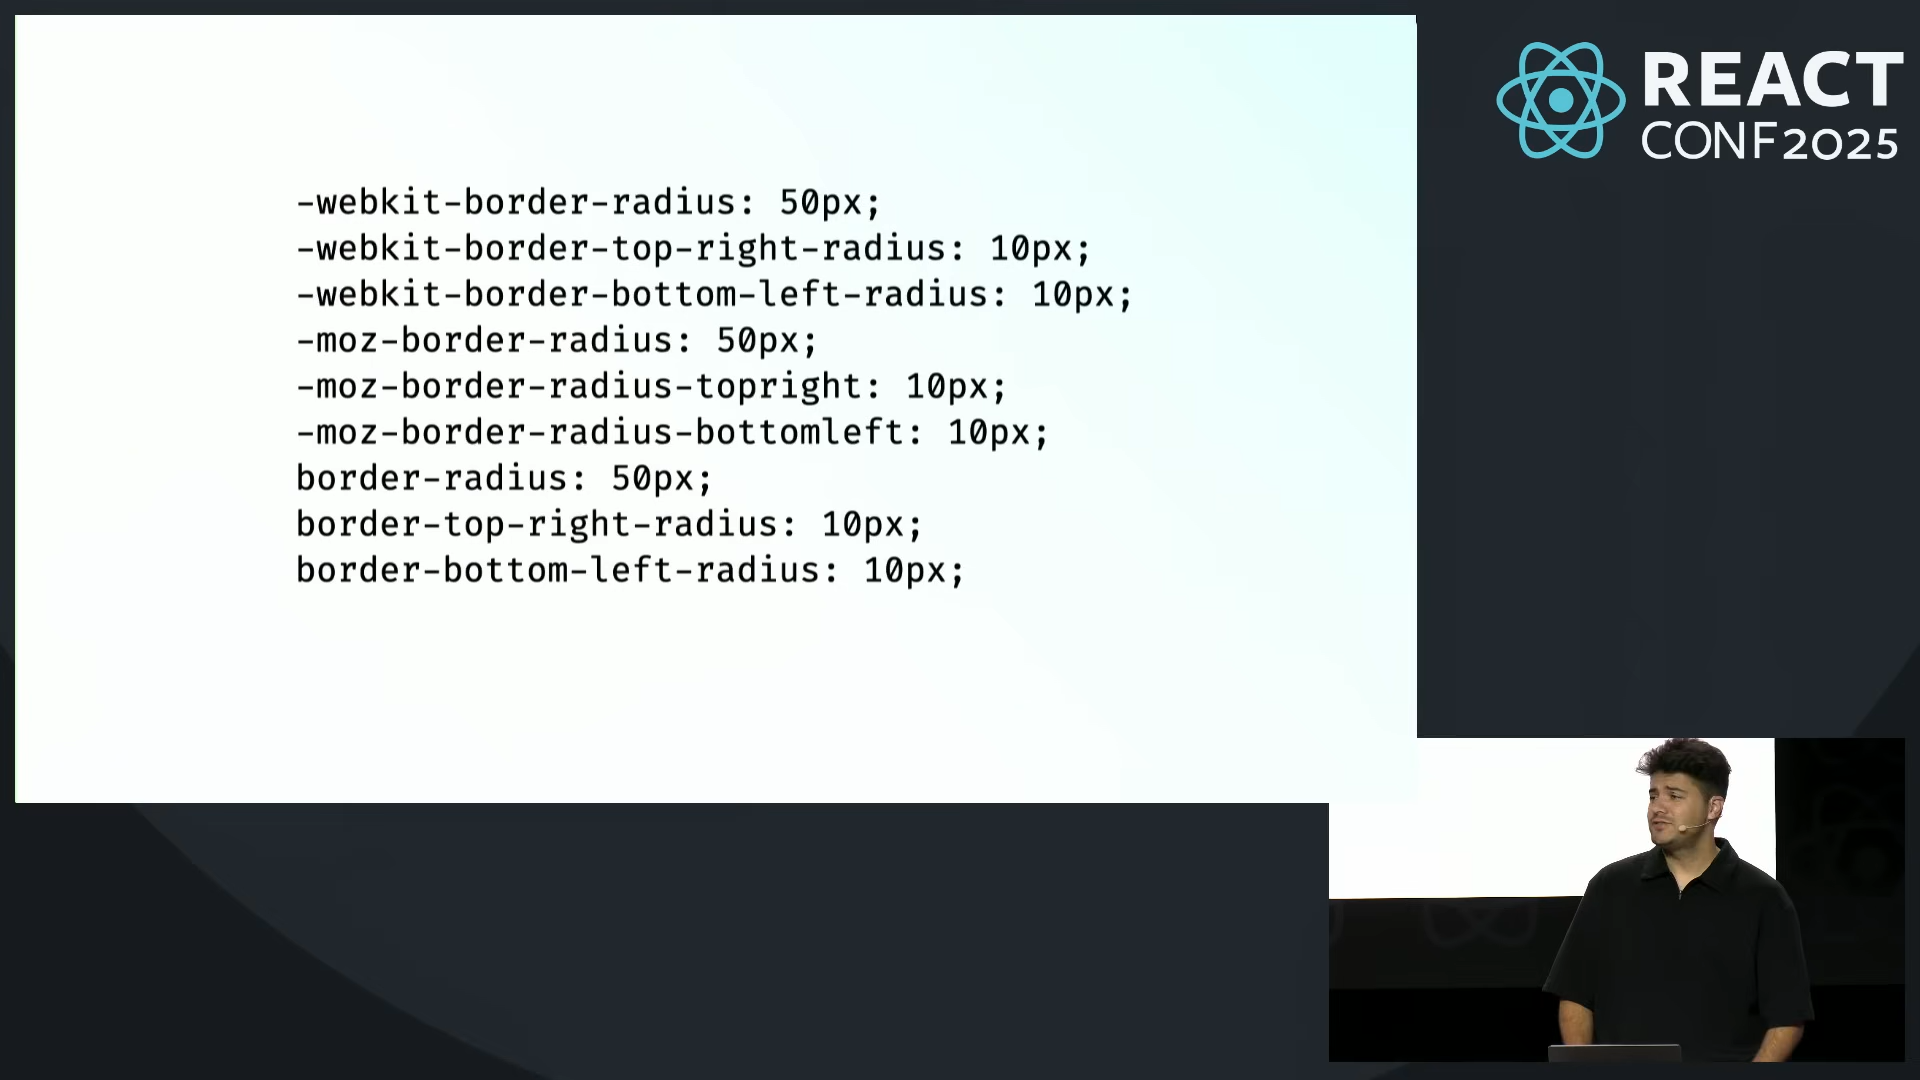 -webkit-border-radius: 50px;
-webkit-border-top-right-radius: 10px;
-webkit-border-bottom-left-radius: 10px;
-moz-border-radius: 50px;
-moz-border-radius-topright: 10px;
-moz-border-radius-bottomleft: 10px;
border-radius: 50px;
border-top-right-radius: 10px;
border-bottom-left-radius: 10px;
REACT
CONF2025